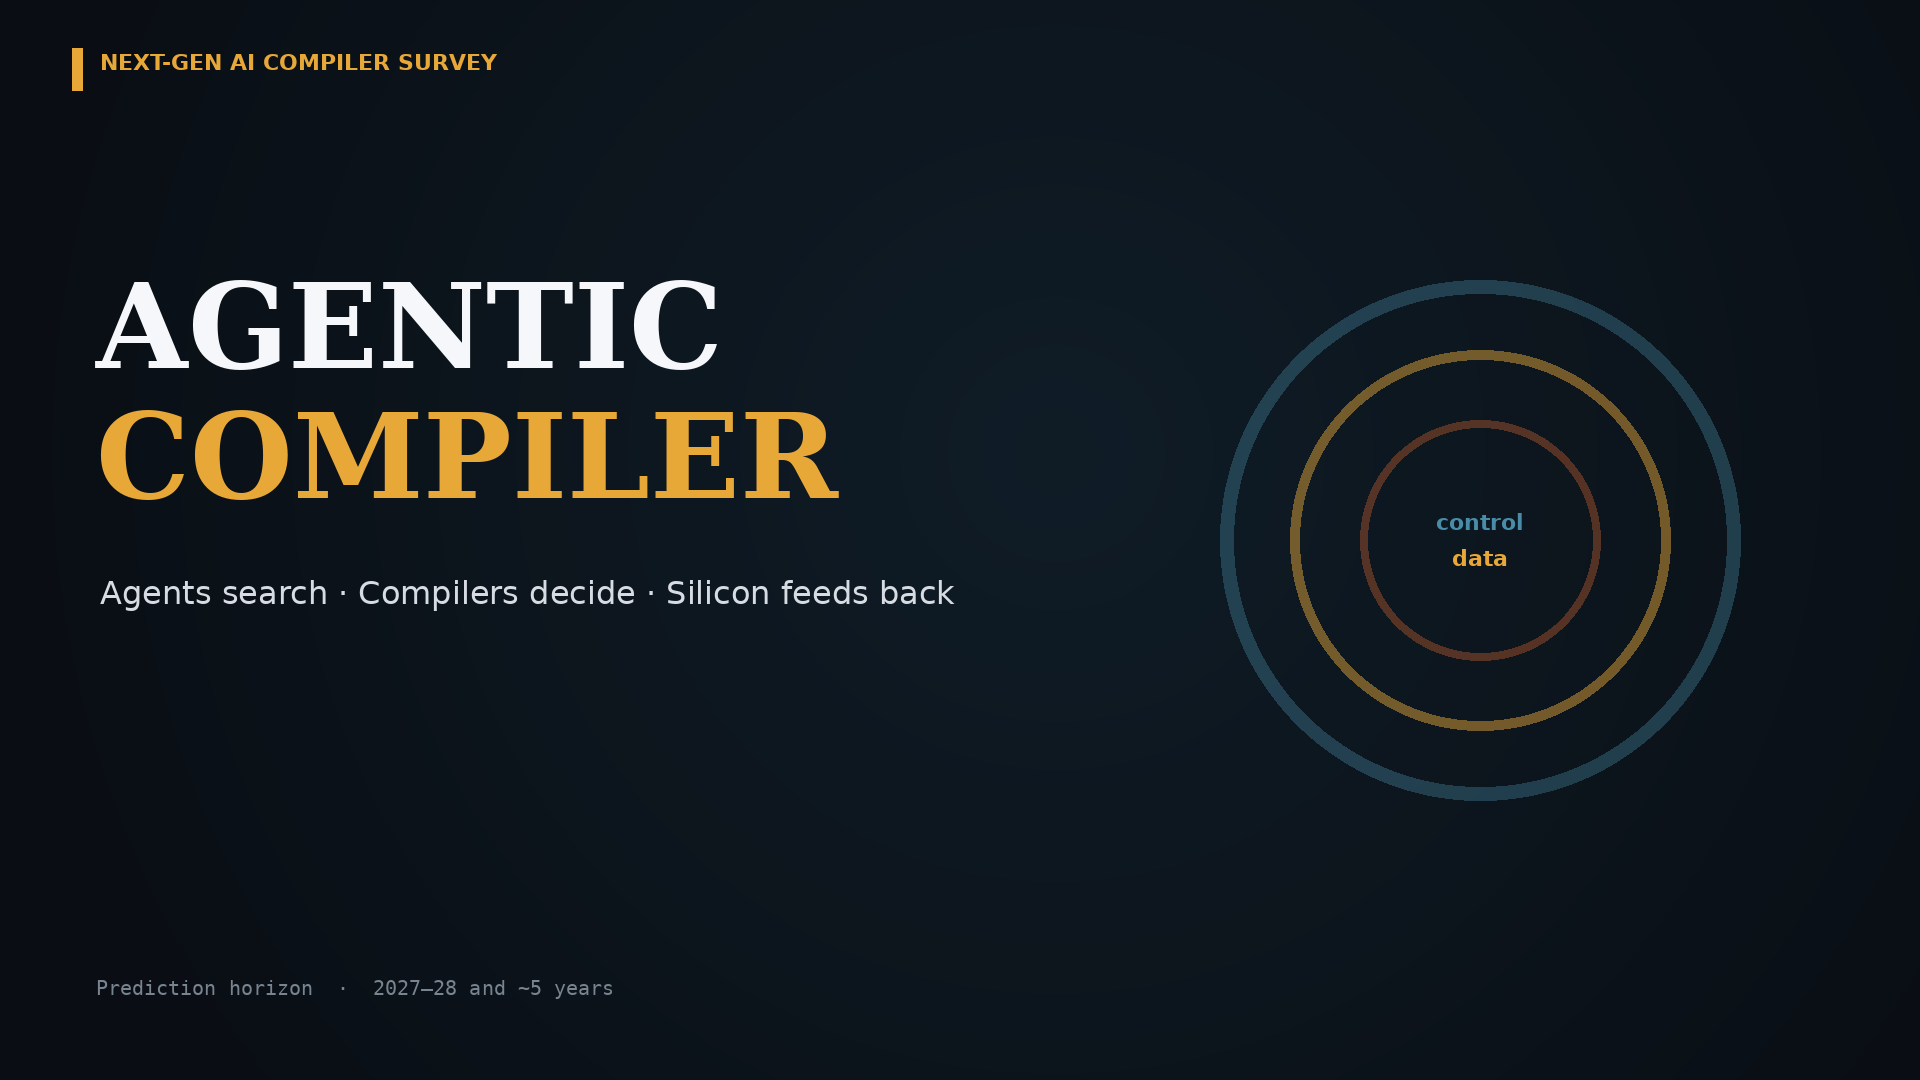 NEXT-GEN AI COMPILER SURVEY
AGENTIC
COMPILER
Agents search · Compilers decide · Silicon feeds back
control
data
Prediction horizon · 2027–28 and ~5 years